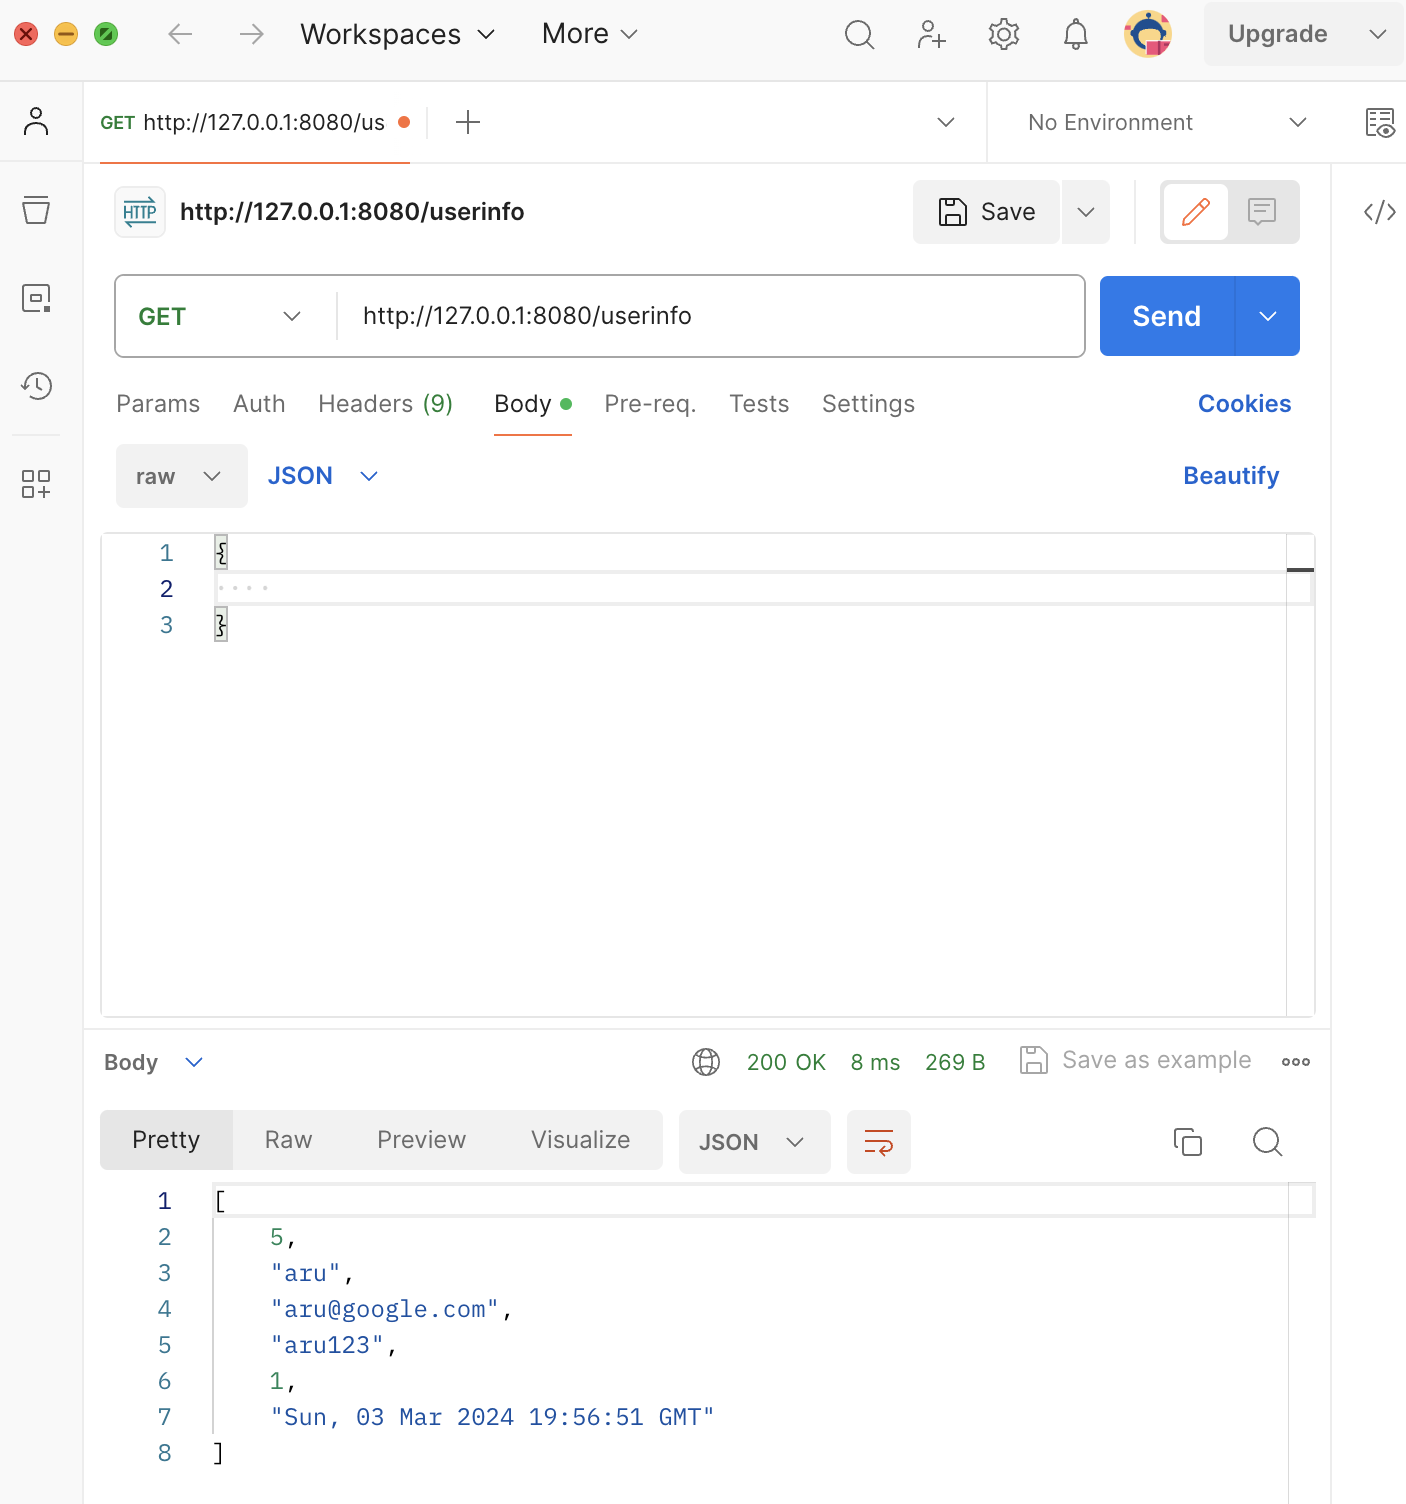 Workspaces More Upgrade
GET http://127.0.0.1:8080/us No Environment
HTTP http://127.0.0.1:8080/userinfo Save
GET http://127.0.0.1:8080/userinfo Send
Params Auth Headers (9) Body Pre-req. Tests Settings Cookies
raw JSON Beautify
1 {
2
3 }
Body 200 OK 8 ms 269 B Save as example
Pretty Raw Preview Visualize JSON
1 [
2 5,
3 "aru",
4 "aru@google.com",
5 "aru123",
6 1,
7 "Sun, 03 Mar 2024 19:56:51 GMT"
8 ]